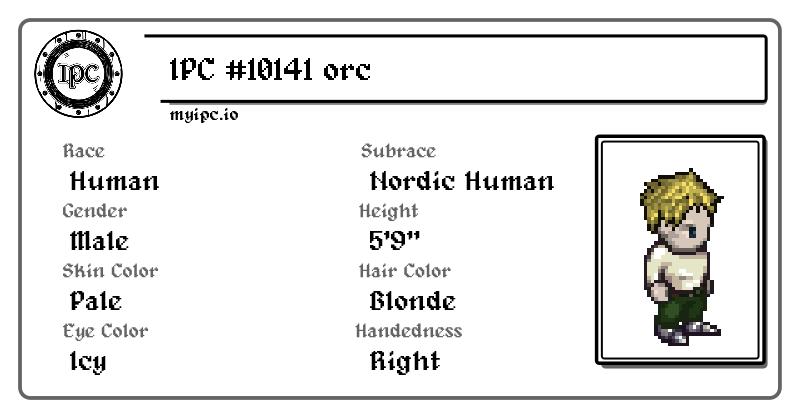 IPC
IPC #10141 orc
myipc.io
Race
Subrace
Human
Nordic Human
Gender
Height
Male
5'9"
Skin Color
Hair Color
Pale
Blonde
Eye Color
Handedness
Icy
Right